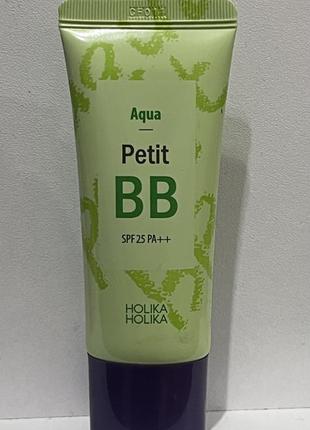 Aqua
Petit
BB
SPF25 PA++
HOLIKA
HOLIKA